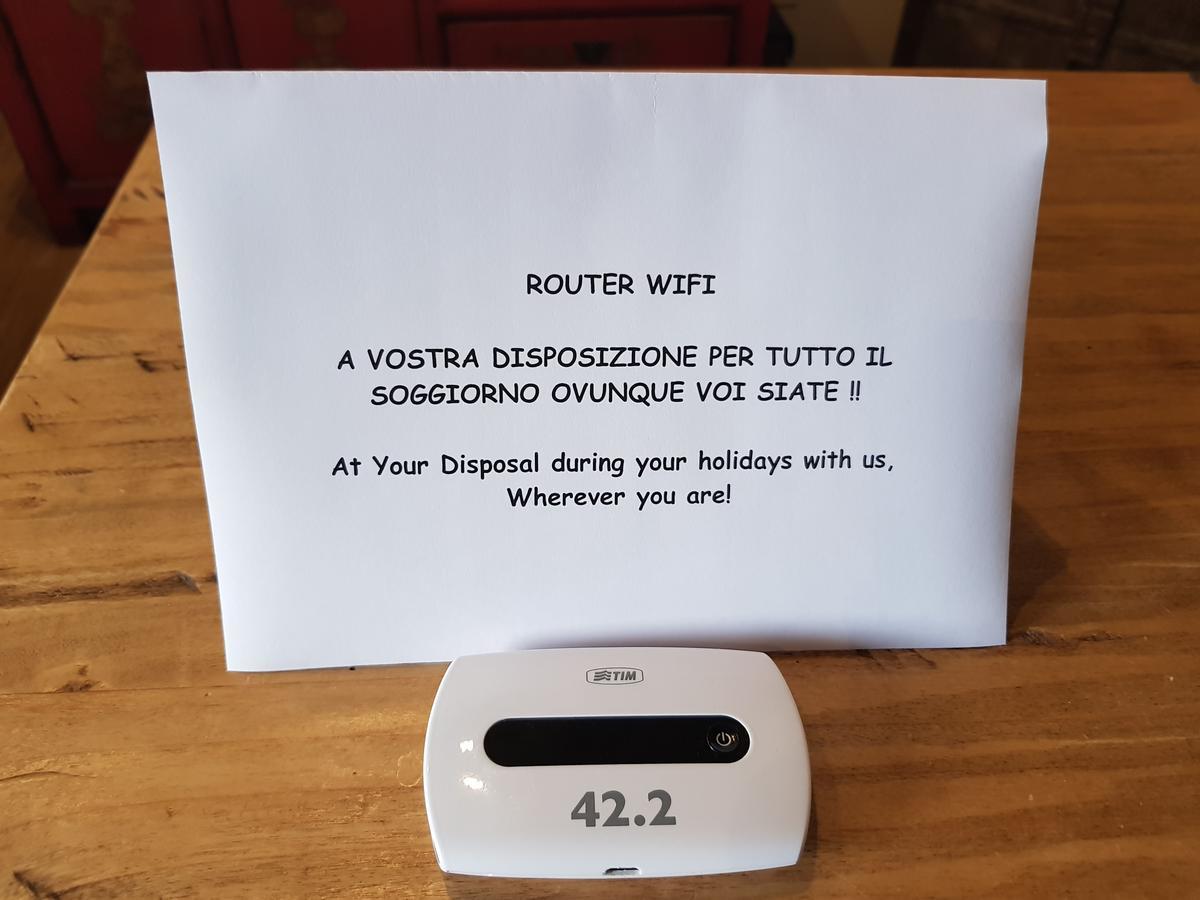 ROUTER WIFI
A VOSTRA DISPOSIZIONE PER TUTTO IL
SOGGIORNO OVUNQUE VOI SIATE !!
At Your Disposal during your holidays with us,
Wherever you are!
TIM
42.2